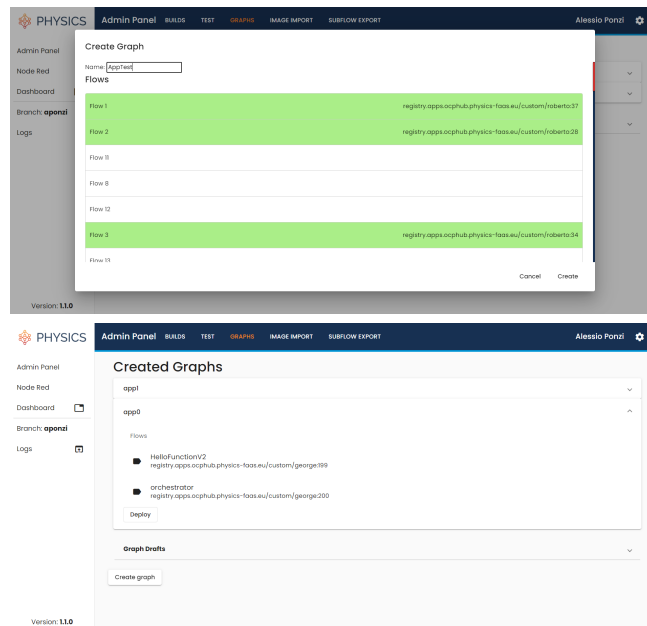 PHYSICS Admin Panel BUILDS TEST GRAPHS IMAGE IMPORT SUBFLOW EXPORT Alessio Ponzi
Admin Panel
Node Red
Dashboard
Branch: aponzi
Logs
Version: 1.1.0
Create Graph
Name: AppTest
Flows
Flow 1 registry.apps.ocphub.physics-faas.eu/custom/roberto:37
Flow 2 registry.apps.ocphub.physics-faas.eu/custom/roberto:28
Flow 11
Flow 8
Flow 12
Flow 3 registry.apps.ocphub.physics-faas.eu/custom/roberto:34
Flow 13
Cancel Create
PHYSICS Admin Panel BUILDS TEST GRAPHS IMAGE IMPORT SUBFLOW EXPORT Alessio Ponzi
Admin Panel
Node Red
Dashboard
Branch: aponzi
Logs
Version: 1.1.0
Created Graphs
app1
app0
Flows
HelloFunctionV2
registry.apps.ocphub.physics-faas.eu/custom/george:199
orchestrator
registry.apps.ocphub.physics-faas.eu/custom/george:200
Deploy
Graph Drafts
Create graph